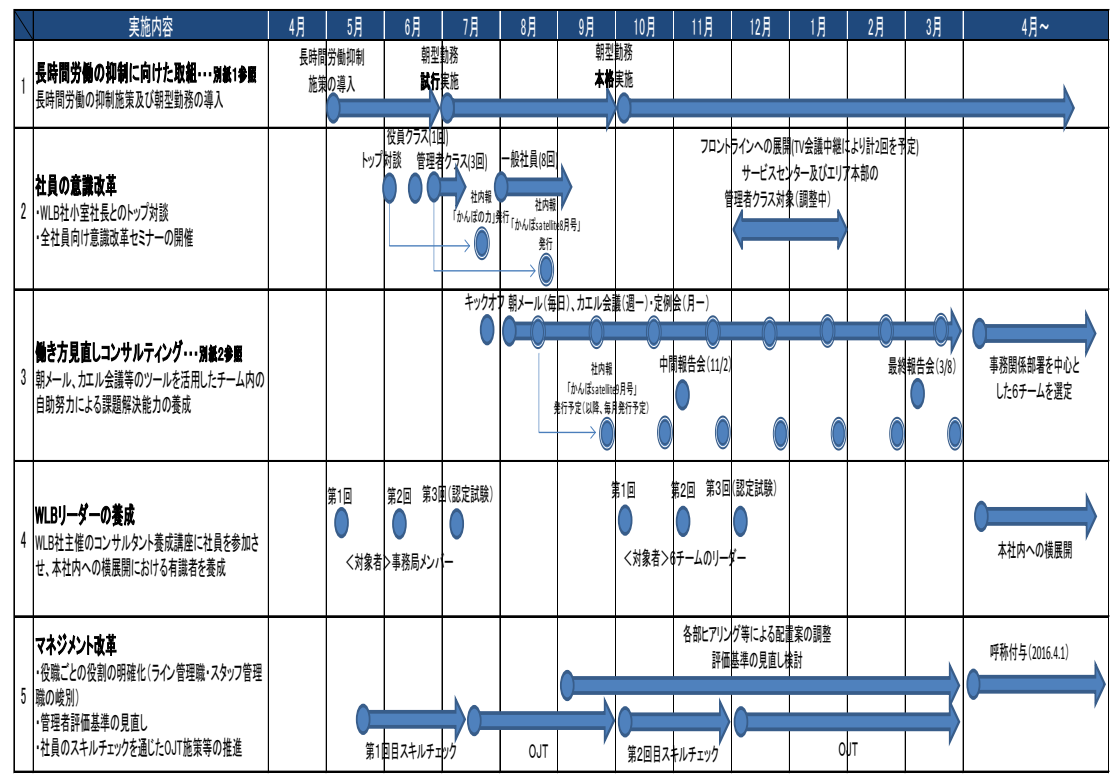 実施内容 4月 5月 6月 7月 8月 9月 10月 11月 12月 1月 2月 3月 4月～
1
長時間労働の抑制に向けた取組・・・別紙1参照
長時間労働の抑制施策及び朝型勤務の導入
長時間労働抑制
施策の導入
朝型勤務
試行実施
朝型勤務
本格実施
2
社員の意識改革
・WLB社小室社長とのトップ対談
・全社員向け意識改革セミナーの開催
役員クラス(1回)
トップ対談
管理者クラス(3回)
一般社員(8回)
社内報
「かんぽの力」発行
社内報
「かんぽsatellite8月号」
発行
フロントラインへの展開(TV会議中継により計2回を予定)
サービスセンター及びエリア本部の
管理者クラス対象（調整中）
3
働き方見直しコンサルティング・・・別紙2参照
朝メール、カエル会議等のツールを活用したチーム内の
自助努力による課題解決能力の養成
キックオフ
朝メール（毎日）、カエル会議（週一）・定例会（月一）
社内報
「かんぽsatellite9月号」
発行予定（以降、毎月発行予定）
中間報告会(11/2)
最終報告会(3/8)
事務関係部署を中心と
した6チームを選定
4
WLBリーダーの養成
WLB社主催のコンサルタント養成講座に社員を参加さ
せ、本社内への横展開における有識者を養成
第1回
第2回
第3回（認定試験）
＜対象者＞事務局メンバー
第1回
第2回
第3回（認定試験）
＜対象者＞6チームのリーダー
本社内への横展開
5
マネジメント改革
・役職ごとの役割の明確化（ライン管理職・スタッフ管理
職の峻別）
・管理者評価基準の見直し
・社員のスキルチェックを通じたOJT施策等の推進
各部ヒアリング等による配置案の調整
評価基準の見直し検討
呼称付与（2016.4.1）
第1回目スキルチェック
OJT
第2回目スキルチェック
OJT